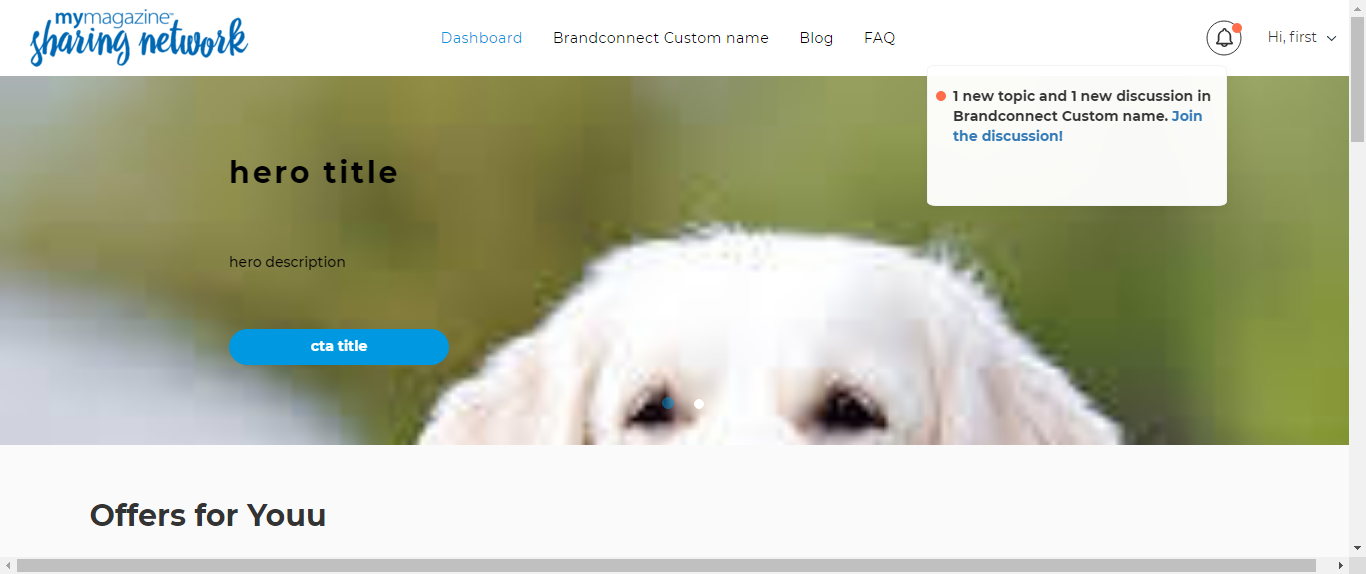 mymagazine™
sharing network
Dashboard Brandconnect Custom name Blog FAQ
Hi, first
1 new topic and 1 new discussion in
Brandconnect Custom name. Join
the discussion!
hero title
hero description
cta title
Offers for Youu